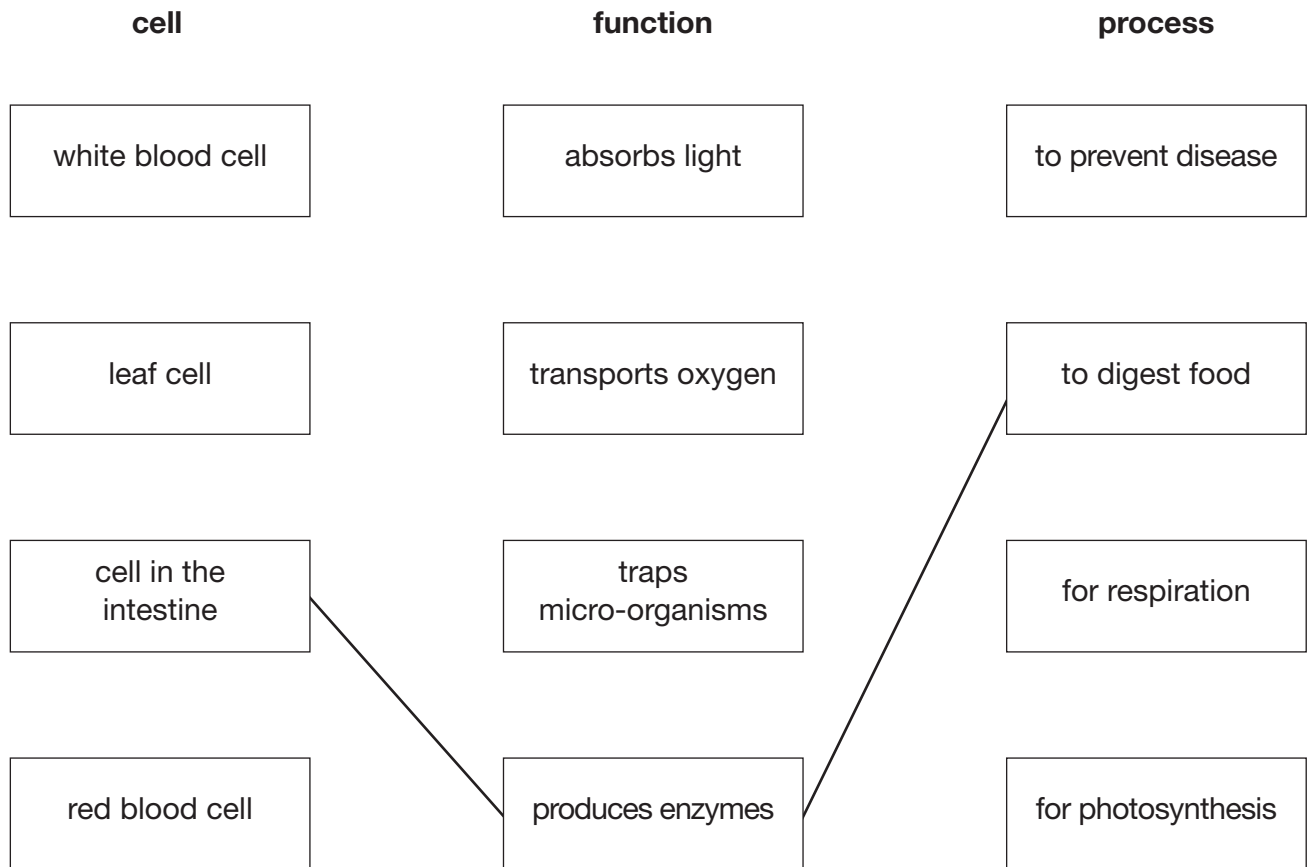 cell function process
white blood cell absorbs light to prevent disease
leaf cell transports oxygen to digest food
cell in the
intestine
traps
micro-organisms
for respiration
red blood cell produces enzymes for photosynthesis